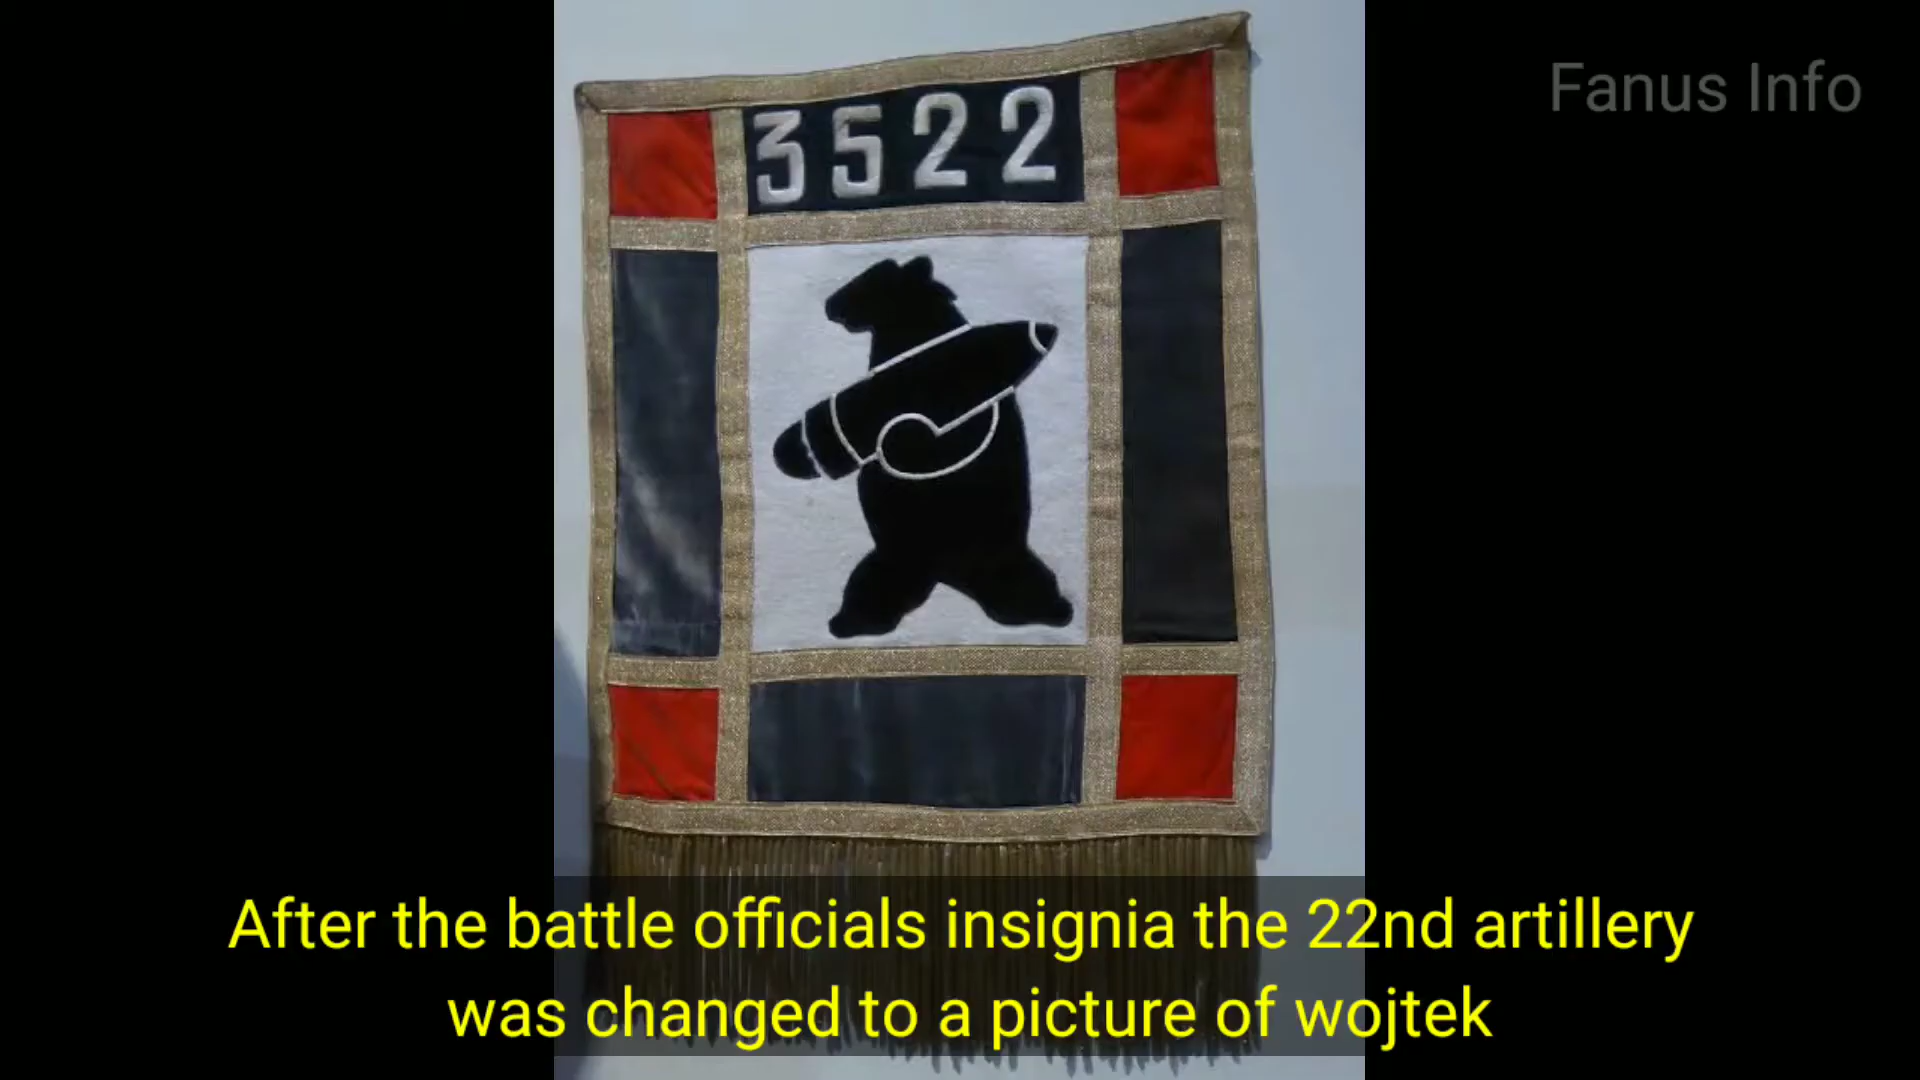 Fanus Info
3522
After the battle officials insignia the 22nd artillery
was changed to a picture of wojtek